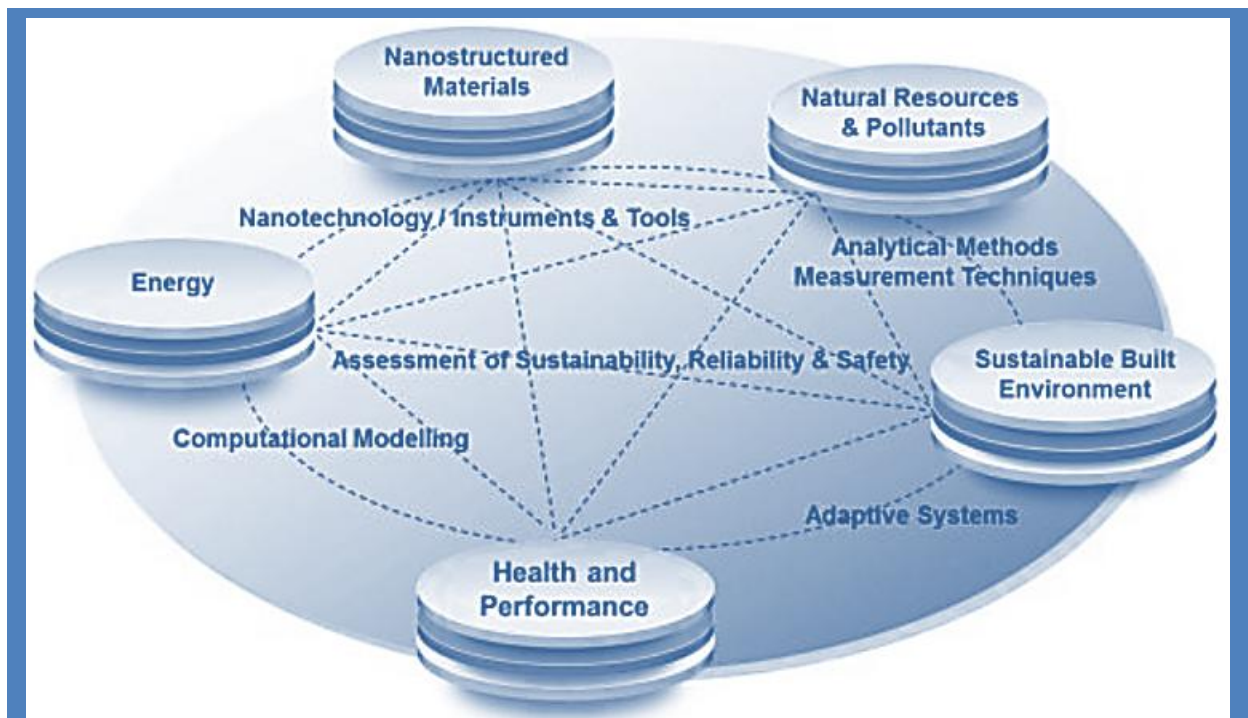 Nanostructured
Materials
Natural Resources
& Pollutants
Nanotechnology / Instruments & Tools
Analytical Methods
Measurement Techniques
Energy
Assessment of Sustainability, Reliability & Safety
Sustainable Built
Environment
Computational Modelling
Adaptive Systems
Health and
Performance